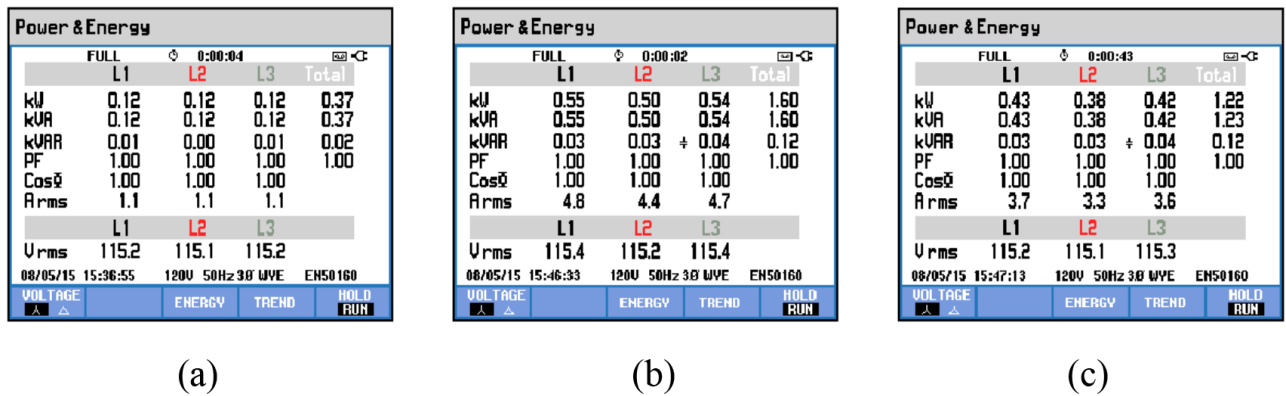 Power & Energy
FULL 0:00:04
L1 L2 L3 Total
kW 0.12 0.12 0.12 0.37
kVA 0.12 0.12 0.12 0.37
kVAR 0.01 0.00 0.01 0.02
PF 1.00 1.00 1.00 1.00
CosΦ 1.00 1.00 1.00
A rms 1.1 1.1 1.1
L1 L2 L3
V rms 115.2 115.1 115.2
08/05/15 15:36:55 120V 50Hz 3Ø WYE EN50160
VOLTAGE ENERGY TREND HOLD
RUN
(a)
Power & Energy
FULL 0:00:02
L1 L2 L3 Total
kW 0.55 0.50 0.54 1.60
kVA 0.55 0.50 0.54 1.60
kVAR 0.03 0.03 0.04 0.12
PF 1.00 1.00 1.00 1.00
CosΦ 1.00 1.00 1.00
A rms 4.8 4.4 4.7
L1 L2 L3
V rms 115.4 115.2 115.4
08/05/15 15:46:33 120V 50Hz 3Ø WYE EN50160
VOLTAGE ENERGY TREND HOLD
RUN
(b)
Power & Energy
FULL 0:00:43
L1 L2 L3 Total
kW 0.43 0.38 0.42 1.22
kVA 0.43 0.38 0.42 1.23
kVAR 0.03 0.03 0.04 0.12
PF 1.00 1.00 1.00 1.00
CosΦ 1.00 1.00 1.00
A rms 3.7 3.3 3.6
L1 L2 L3
V rms 115.2 115.1 115.3
08/05/15 15:47:13 120V 50Hz 3Ø WYE EN50160
VOLTAGE ENERGY TREND HOLD
RUN
(c)